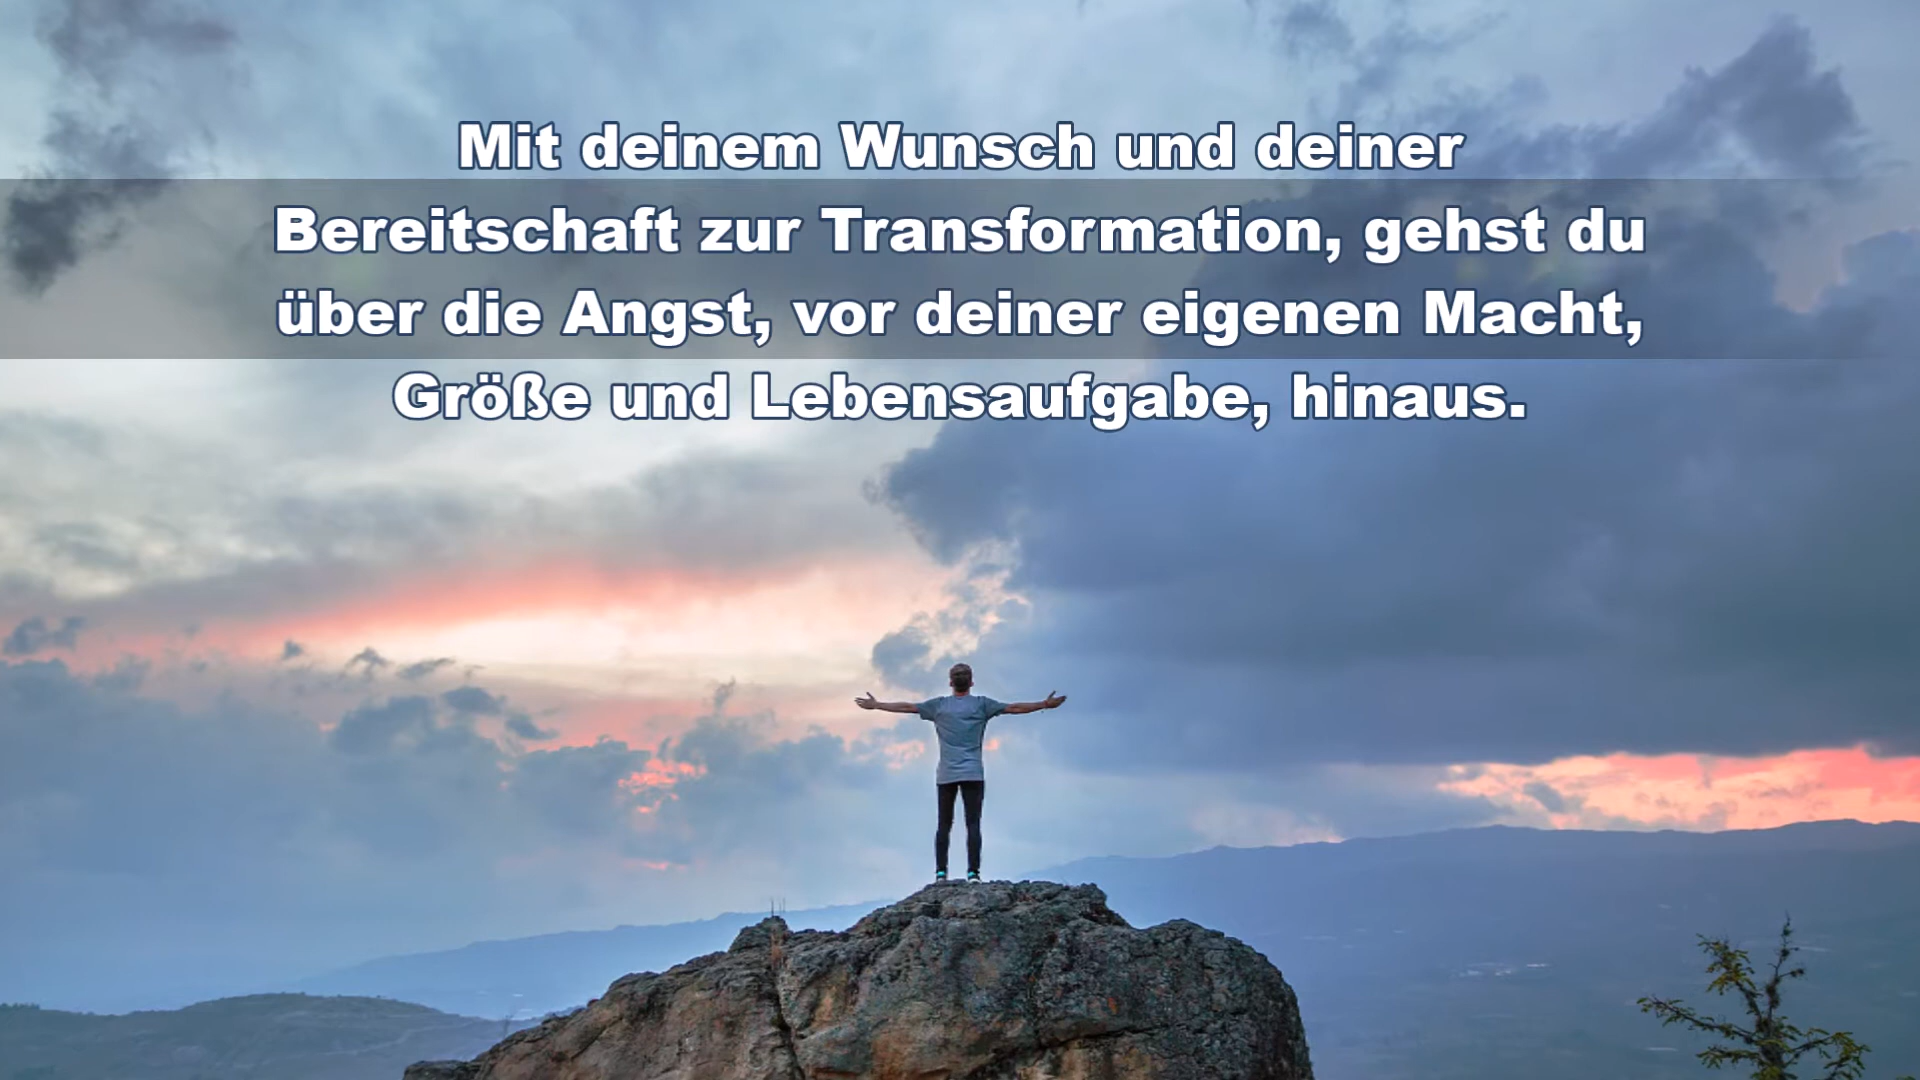 Mit deinem Wunsch und deiner
Bereitschaft zur Transformation, gehst du
über die Angst, vor deiner eigenen Macht,
Größe und Lebensaufgabe, hinaus.